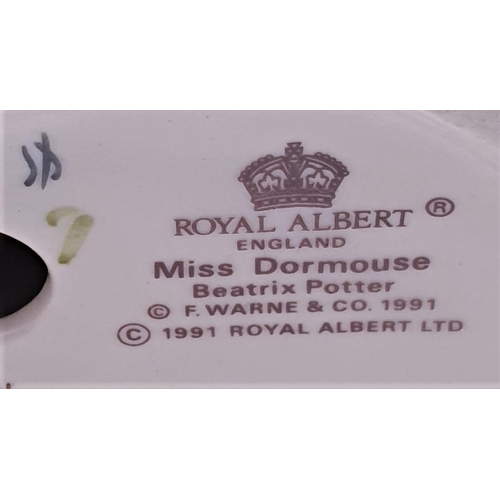 ROYAL ALBERT ®
ENGLAND
Miss Dormouse
Beatrix Potter
© F. WARNE & CO. 1991
© 1991 ROYAL ALBERT LTD